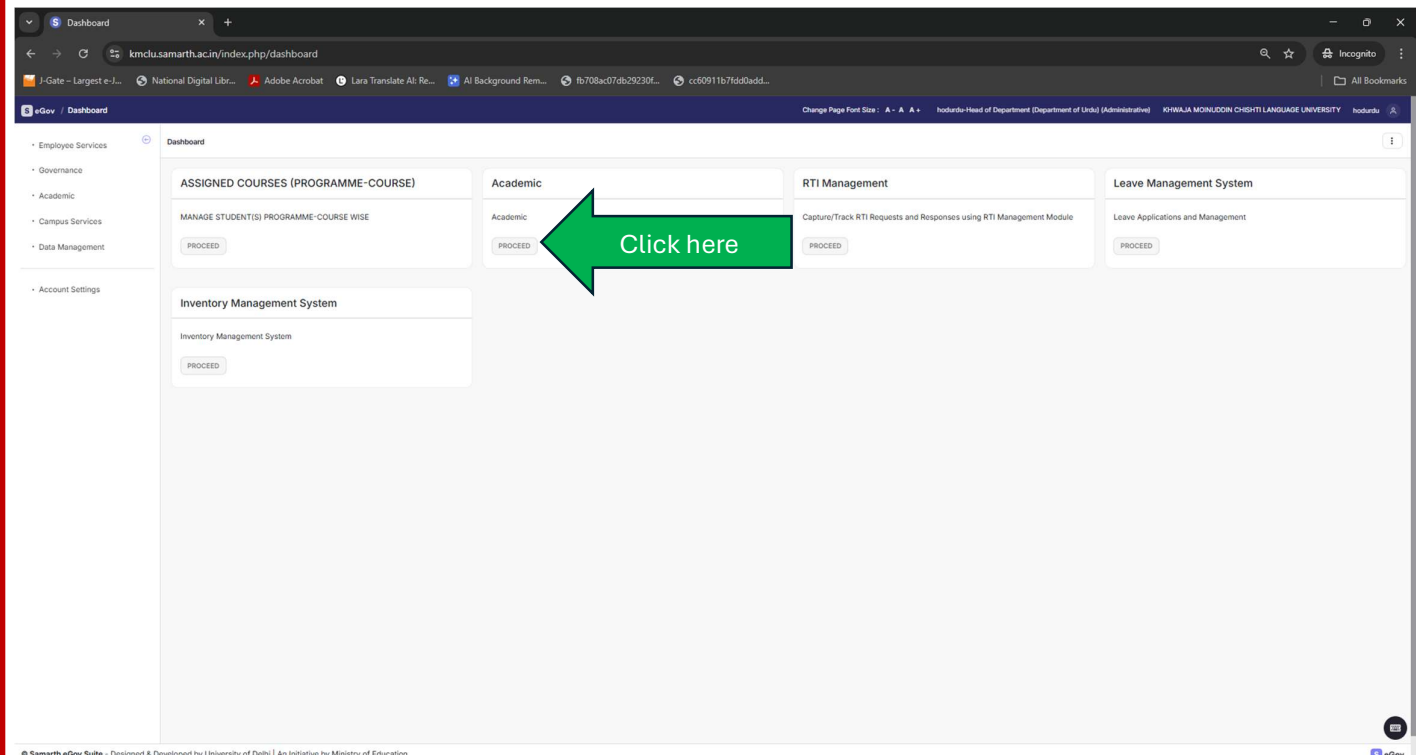 Dashboard
kmclu.samarth.ac.in/index.php/dashboard
Incognito
J-Gate – Largest e-J...
National Digital Libr...
Adobe Acrobat
Lara Translate AI: Re...
AI Background Rem...
fb708ac07db29230f...
cc60911b7fdd0add...
All Bookmarks
S eGov / Dashboard
Change Page Font Size : A - A A +
hodurdu-Head of Department (Department of Urdu) (Administrative)
KHWAJA MOINUDDIN CHISHTI LANGUAGE UNIVERSITY
hodurdu
Employee Services
Governance
Academic
Campus Services
Data Management
Account Settings
Dashboard
ASSIGNED COURSES (PROGRAMME-COURSE)
MANAGE STUDENT(S) PROGRAMME-COURSE WISE
PROCEED
Academic
Academic
PROCEED
Click here
RTI Management
Capture/Track RTI Requests and Responses using RTI Management Module
PROCEED
Leave Management System
Leave Applications and Management
PROCEED
Inventory Management System
Inventory Management System
PROCEED
© Samarth eGov Suite - Designed & Developed by University of Delhi | An Initiative by Ministry of Education
S eGov